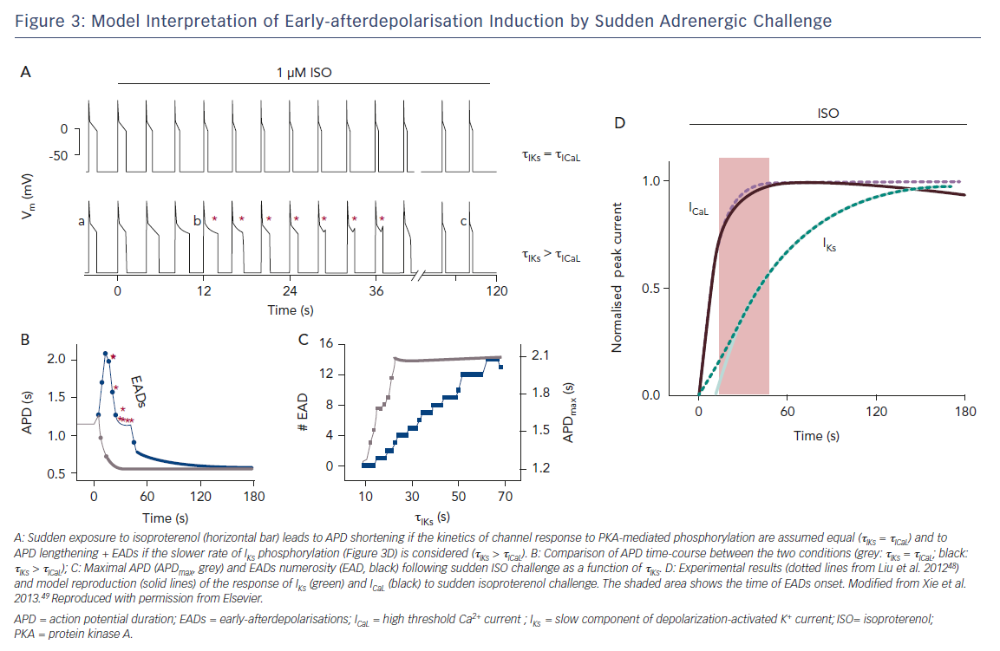 Figure 3: Model Interpretation of Early-afterdepolarisation Induction by Sudden Adrenergic Challenge
A
1 µM ISO
0
-50
τIKs = τICaL
Vm (mV)
a
b
* * * * * * *
c
τIKs > τICaL
0 12 24 36 120
Time (s)
B
2.0
1.5
1.0
0.5
APD (s)
EADs
0 60 120 180
Time (s)
C
16
12
8
4
0
# EAD
2.1
1.8
1.5
1.2
APDmax (s)
10 30 50 70
τIKs (s)
D
ISO
1.0
0.5
0.0
Normalised peak current
ICaL
IKs
0 60 120 180
Time (s)
A: Sudden exposure to isoproterenol (horizontal bar) leads to APD shortening if the kinetics of channel response to PKA-mediated phosphorylation are assumed equal (τIKs = τICaL) and to
APD lengthening + EADs if the slower rate of IKs phosphorylation (Figure 3D) is considered (τIKs > τICaL). B: Comparison of APD time-course between the two conditions (grey: τIKs = τICaL; black:
τIKs > τICaL); C: Maximal APD (APDmax, grey) and EADs numerosity (EAD, black) following sudden ISO challenge as a function of τIKs. D: Experimental results (dotted lines from Liu et al. 2012⁴⁸)
and model reproduction (solid lines) of the response of IKs (green) and ICaL (black) to sudden isoproterenol challenge. The shaded area shows the time of EADs onset. Modified from Xie et al.
2013.⁴⁹ Reproduced with permission from Elsevier.
APD = action potential duration; EADs = early-afterdepolarisations; ICaL = high threshold Ca²⁺ current ; IKs = slow component of depolarization-activated K⁺ current; ISO= isoproterenol;
PKA = protein kinase A.